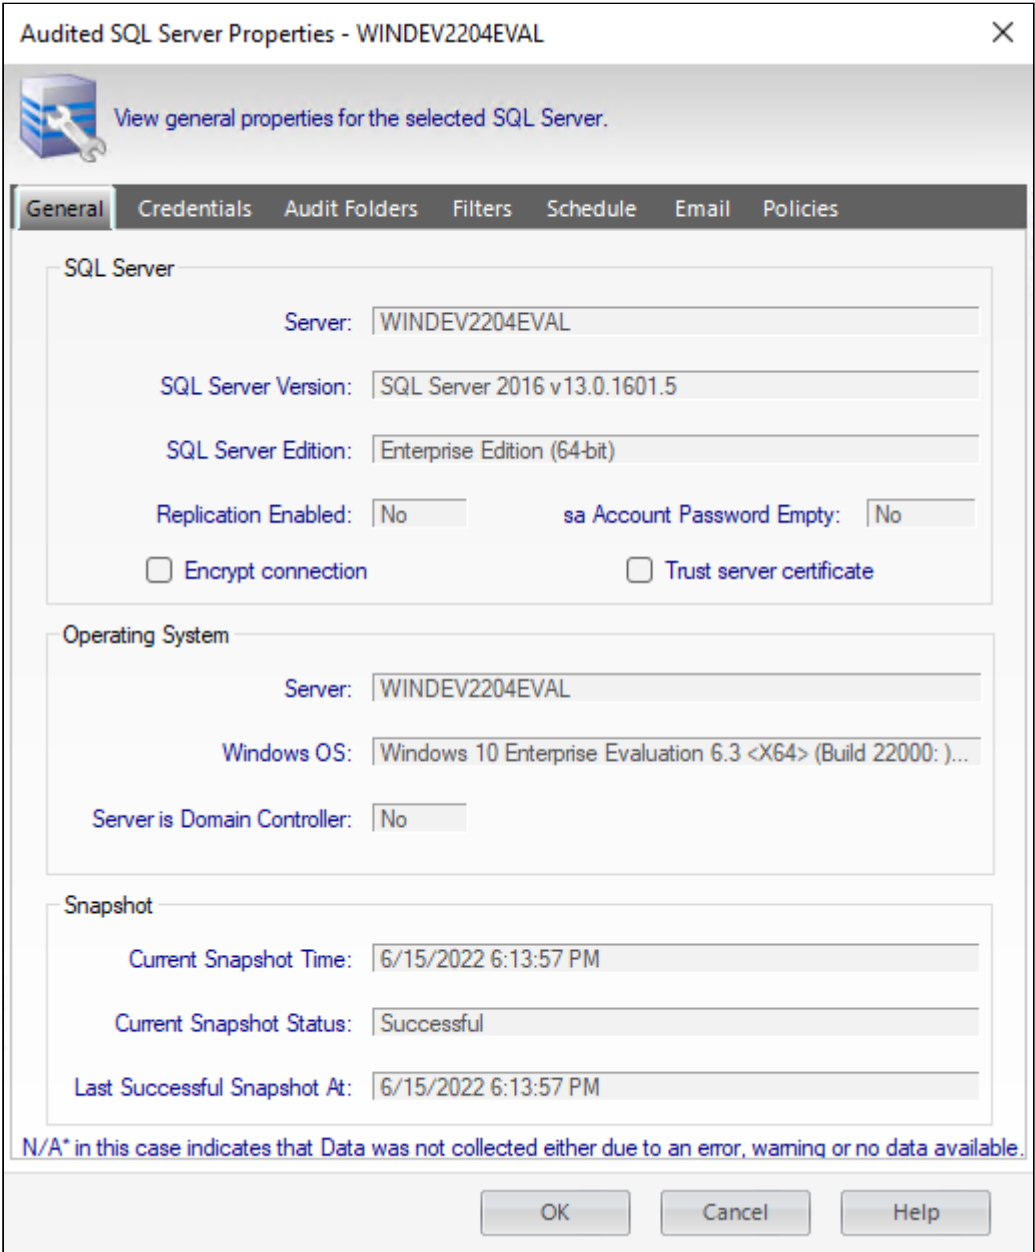 Audited SQL Server Properties - WINDEV2204EVAL
View general properties for the selected SQL Server.
General Credentials Audit Folders Filters Schedule Email Policies
SQL Server
Server: WINDEV2204EVAL
SQL Server Version: SQL Server 2016 v13.0.1601.5
SQL Server Edition: Enterprise Edition (64-bit)
Replication Enabled: No sa Account Password Empty: No
Encrypt connection Trust server certificate
Operating System
Server: WINDEV2204EVAL
Windows OS: Windows 10 Enterprise Evaluation 6.3 <X64> (Build 22000: )...
Server is Domain Controller: No
Snapshot
Current Snapshot Time: 6/15/2022 6:13:57 PM
Current Snapshot Status: Successful
Last Successful Snapshot At: 6/15/2022 6:13:57 PM
N/A* in this case indicates that Data was not collected either due to an error, warning or no data available.
OK Cancel Help